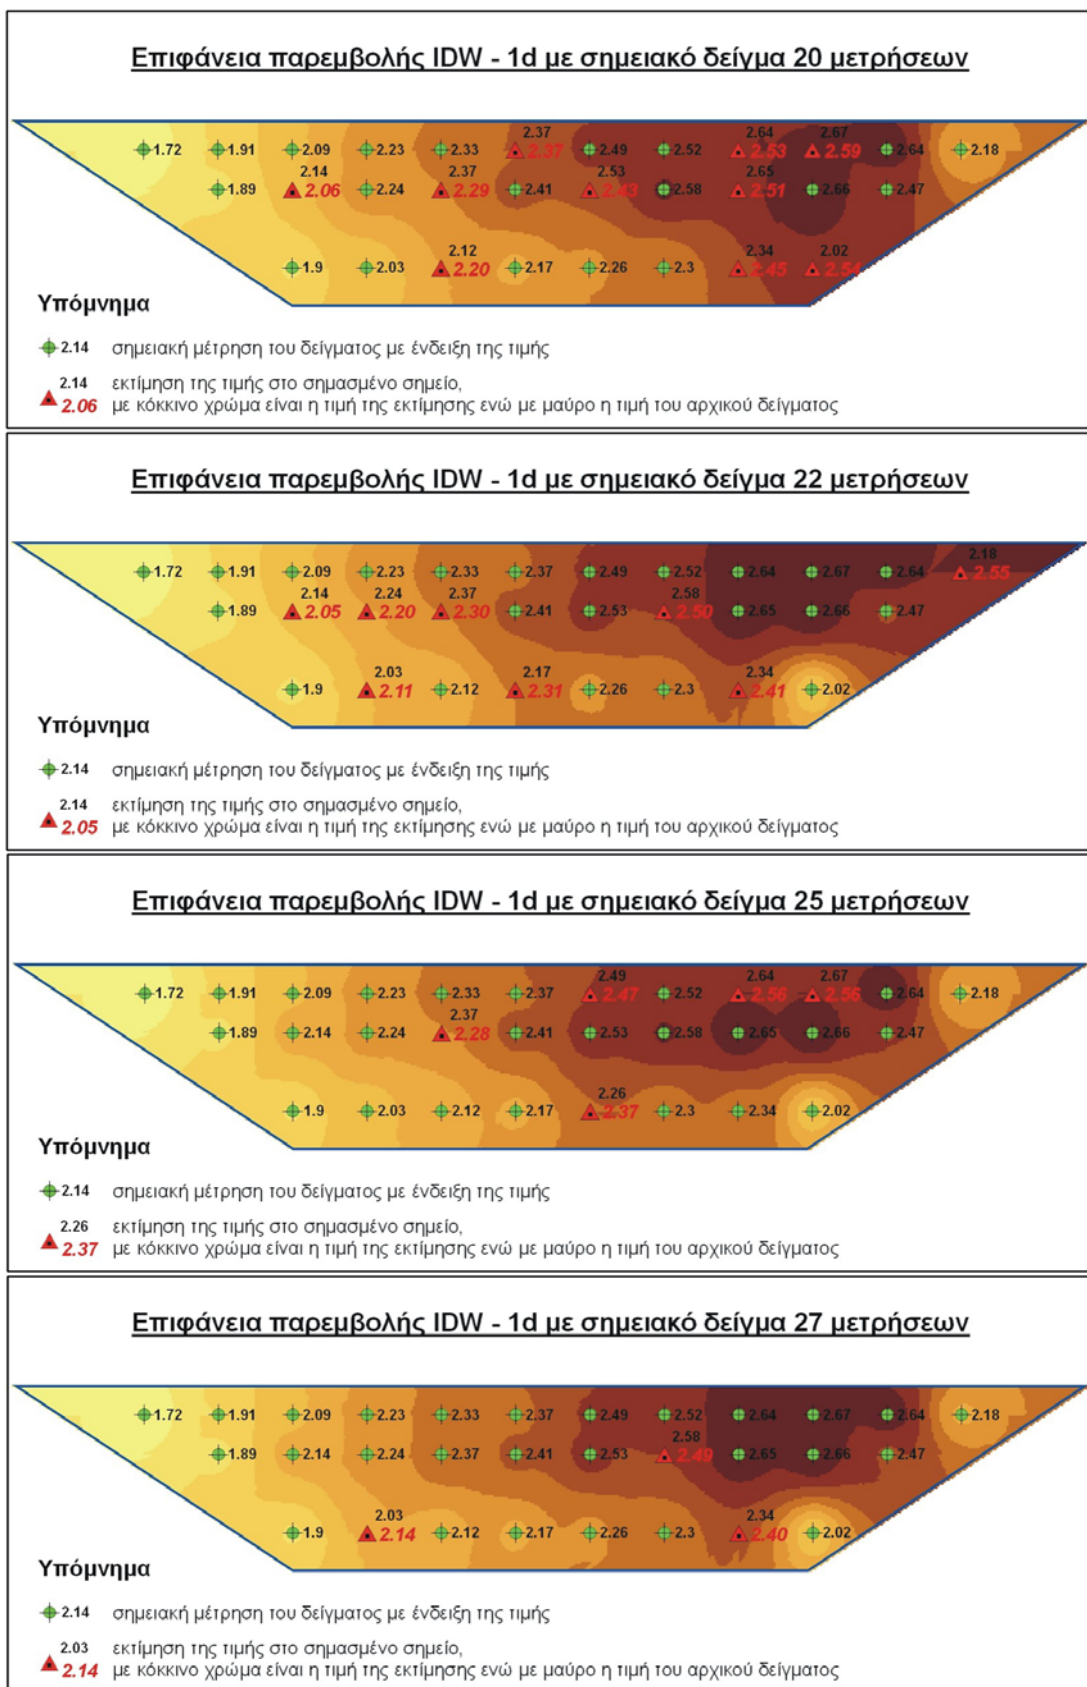 Επιφάνεια παρεμβολής IDW - 1d με σημειακό δείγμα 20 μετρήσεων
2.37 2.64 2.67
1.72 1.91 2.09 2.23 2.33 2.37 2.49 2.52 2.53 2.59 2.64 2.18
2.14 2.37 2.53 2.65
1.89 2.06 2.24 2.29 2.41 2.43 2.58 2.51 2.66 2.47
2.12 2.34 2.02
1.9 2.03 2.20 2.17 2.26 2.3 2.45 2.54
Υπόμνημα
2.14 σημειακή μέτρηση του δείγματος με ένδειξη της τιμής
2.14 εκτίμηση της τιμής στο σημασμένο σημείο,
2.06 με κόκκινο χρώμα είναι η τιμή της εκτίμησης ενώ με μαύρο η τιμή του αρχικού δείγματος
Επιφάνεια παρεμβολής IDW - 1d με σημειακό δείγμα 22 μετρήσεων
2.18
1.72 1.91 2.09 2.23 2.33 2.37 2.49 2.52 2.64 2.67 2.64 2.55
2.14 2.24 2.37 2.58
1.89 2.05 2.20 2.30 2.41 2.53 2.50 2.65 2.66 2.47
2.03 2.17 2.34
1.9 2.11 2.12 2.31 2.26 2.3 2.41 2.02
Υπόμνημα
2.14 σημειακή μέτρηση του δείγματος με ένδειξη της τιμής
2.14 εκτίμηση της τιμής στο σημασμένο σημείο,
2.05 με κόκκινο χρώμα είναι η τιμή της εκτίμησης ενώ με μαύρο η τιμή του αρχικού δείγματος
Επιφάνεια παρεμβολής IDW - 1d με σημειακό δείγμα 25 μετρήσεων
2.49 2.64 2.67
1.72 1.91 2.09 2.23 2.33 2.37 2.47 2.52 2.56 2.56 2.64 2.18
2.37
1.89 2.14 2.24 2.28 2.41 2.53 2.58 2.65 2.66 2.47
2.26
1.9 2.03 2.12 2.17 2.37 2.3 2.34 2.02
Υπόμνημα
2.14 σημειακή μέτρηση του δείγματος με ένδειξη της τιμής
2.26 εκτίμηση της τιμής στο σημασμένο σημείο,
2.37 με κόκκινο χρώμα είναι η τιμή της εκτίμησης ενώ με μαύρο η τιμή του αρχικού δείγματος
Επιφάνεια παρεμβολής IDW - 1d με σημειακό δείγμα 27 μετρήσεων
1.72 1.91 2.09 2.23 2.33 2.37 2.49 2.52 2.64 2.67 2.64 2.18
2.58
1.89 2.14 2.24 2.37 2.41 2.53 2.49 2.65 2.66 2.47
2.03 2.34
1.9 2.14 2.12 2.17 2.26 2.3 2.40 2.02
Υπόμνημα
2.14 σημειακή μέτρηση του δείγματος με ένδειξη της τιμής
2.03 εκτίμηση της τιμής στο σημασμένο σημείο,
2.14 με κόκκινο χρώμα είναι η τιμή της εκτίμησης ενώ με μαύρο η τιμή του αρχικού δείγματος